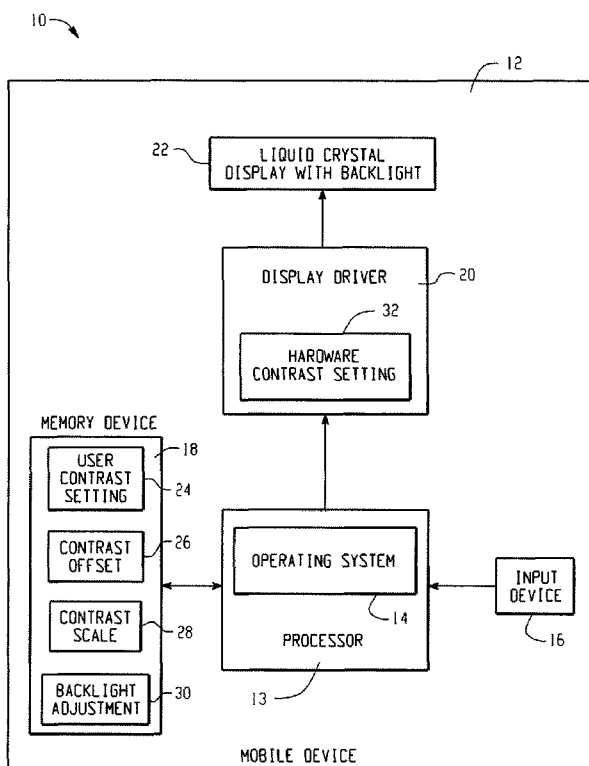 10
12
22
LIQUID CRYSTAL
DISPLAY WITH BACKLIGHT
DISPLAY DRIVER
20
32
HARDWARE
CONTRAST SETTING
MEMORY DEVICE
18
USER
CONTRAST
SETTING
24
CONTRAST
OFFSET
26
CONTRAST
SCALE
28
BACKLIGHT
ADJUSTMENT
30
OPERATING SYSTEM
14
PROCESSOR
13
INPUT
DEVICE
16
MOBILE DEVICE